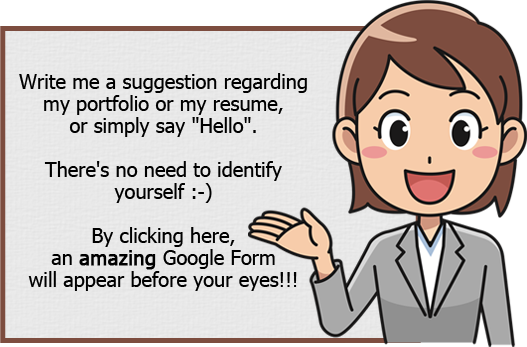 Write me a suggestion regarding
my portfolio or my resume,
or simply say "Hello".
There's no need to identify
yourself :-)
By clicking here,
an amazing Google Form
will appear before your eyes!!!